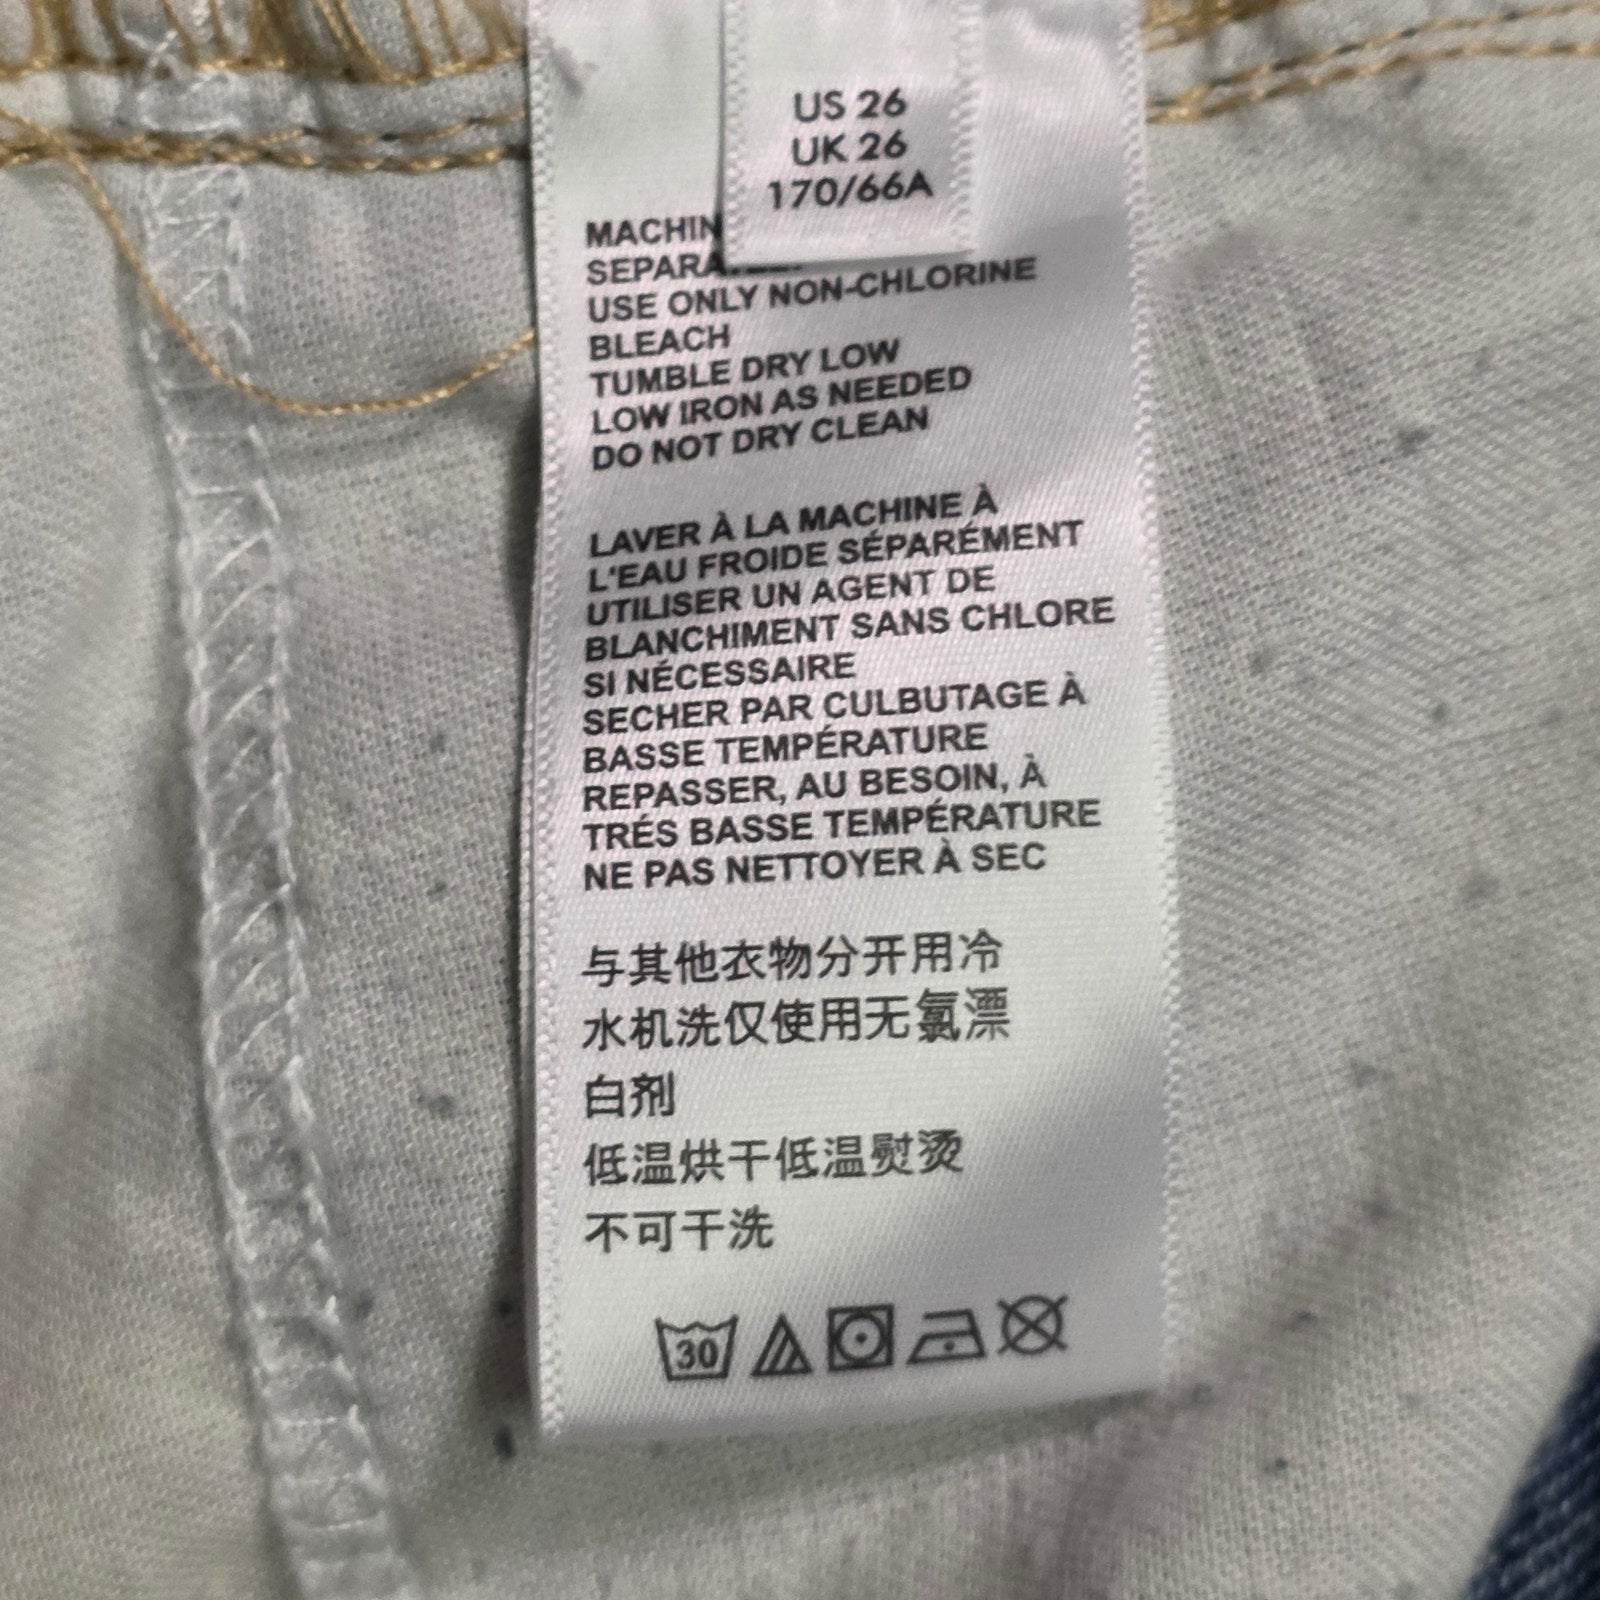 US 26
UK 26
170/66A
USE ONLY NON-CHLORINE
BLEACH
TUMBLE DRY LOW
LOW IRON AS NEEDED
DO NOT DRY CLEAN
LAVER À LA MACHINE À
L'EAU FROIDE SÉPARÉMENT
UTILISER UN AGENT DE
BLANCHIMENT SANS CHLORE
SI NÉCESSAIRE
SECHER PAR CULBUTAGE À
BASSE TEMPÉRATURE
REPASSER, AU BESOIN, À
TRÉS BASSE TEMPÉRATURE
NE PAS NETTOYER À SEC
与其他衣物分开用冷
水机洗仅使用无氯漂
白剂
低温烘干低温熨烫
不可干洗
30